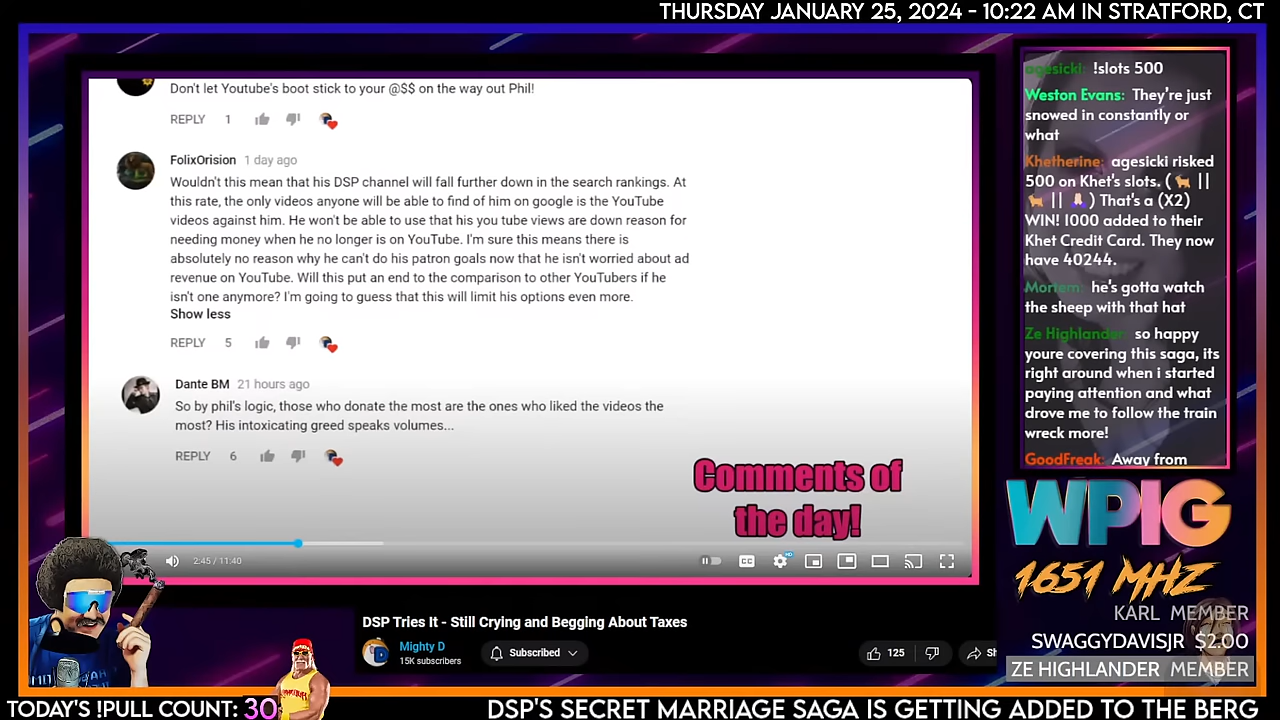 THURSDAY JANUARY 25, 2024 - 10:22 AM IN STRATFORD, CT
Don't let Youtube's boot stick to your @$$ on the way out Phil!
REPLY 1
FolixOrision 1 day ago
Wouldn't this mean that his DSP channel will fall further down in the search rankings. At
this rate, the only videos anyone will be able to find of him on google is the YouTube
videos against him. He won't be able to use that his you tube views are down reason for
needing money when he no longer is on YouTube. I'm sure this means there is
absolutely no reason why he can't do his patron goals now that he isn't worried about ad
revenue on YouTube. Will this put an end to the comparison to other YouTubers if he
isn't one anymore? I'm going to guess that this will limit his options even more.
Show less
REPLY 5
Dante BM 21 hours ago
So by phil's logic, those who donate the most are the ones who liked the videos the
most? His intoxicating greed speaks volumes...
REPLY 6
Comments of
the day!
2:45 / 11:40
CC
HD
DSP Tries It - Still Crying and Begging About Taxes
Mighty D
15K subscribers
Subscribed
125
Sh
agesicki: !slots 500
Weston Evans: They're just
snowed in constantly or
what
Khetherine: agesicki risked
500 on Khet's slots. ( 🐈 ||
🐈 || ) That's a (X2)
WIN! 1000 added to their
Khet Credit Card. They now
have 40244.
Mortem: he's gotta watch
the sheep with that hat
Ze Highlander: so happy
youre covering this saga, its
right around when i started
paying attention and what
drove me to follow the train
wreck more!
GoodFreak: Away from
WPIG
1651 MHZ
KARL MEMBER
SWAGGYDAVISJR $2.00
ZE HIGHLANDER MEMBER
TODAY'S !PULL COUNT: 30
DSP'S SECRET MARRIAGE SAGA IS GETTING ADDED TO THE BERG